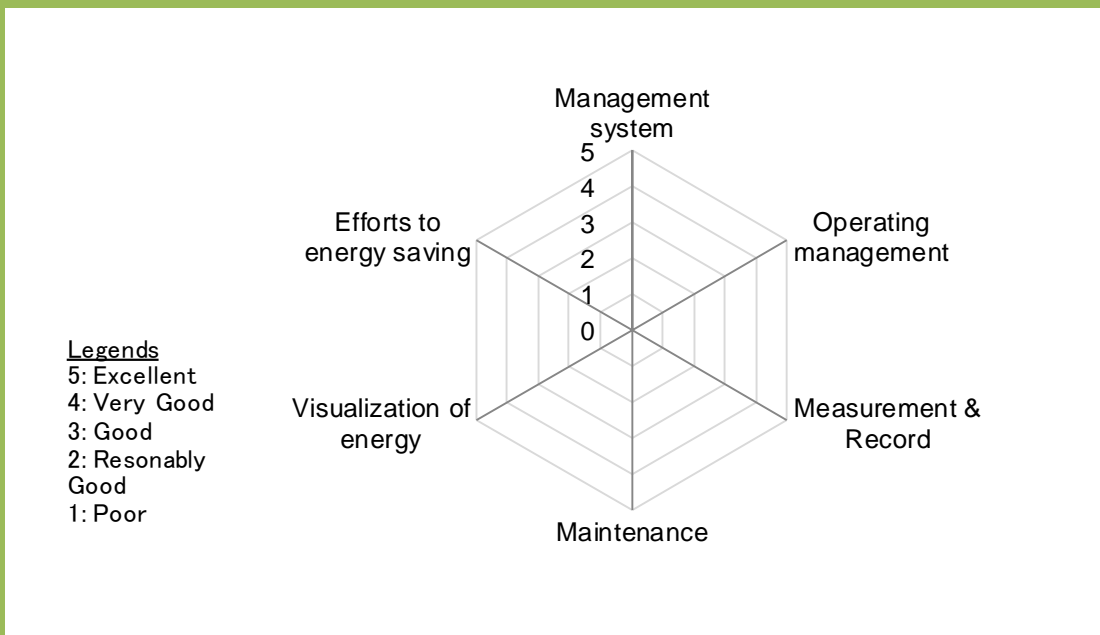 Management
system
5
4
3
2
1
0
Efforts to
energy saving
Operating
management
Legends
5: Excellent
4: Very Good
3: Good
2: Resonably
Good
1: Poor
Visualization of
energy
Measurement &
Record
Maintenance